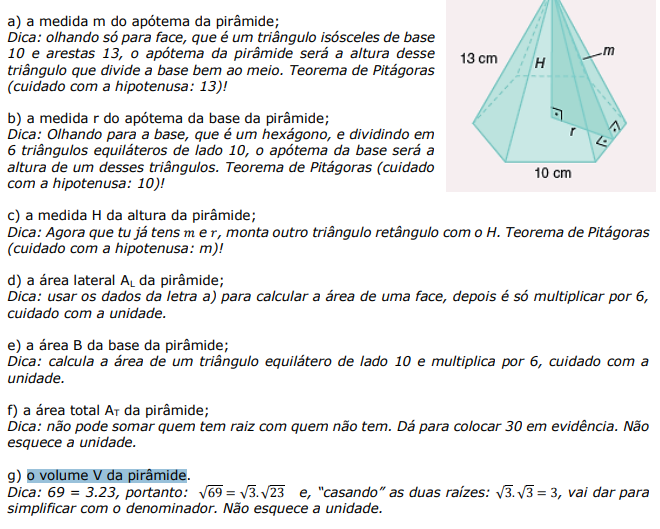 a) a medida m do apótema da pirâmide;
Dica: olhando só para face, que é um triângulo isósceles de base
10 e arestas 13, o apótema da pirâmide será a altura desse
triângulo que divide a base bem ao meio. Teorema de Pitágoras
(cuidado com a hipotenusa: 13)!
13 cm
H
m
r
10 cm
b) a medida r do apótema da base da pirâmide;
Dica: Olhando para a base, que é um hexágono, e dividindo em
6 triângulos equiláteros de lado 10, o apótema da base será a
altura de um desses triângulos. Teorema de Pitágoras (cuidado
com a hipotenusa: 10)!
c) a medida H da altura da pirâmide;
Dica: Agora que tu já tens m e r, monta outro triângulo retângulo com o H. Teorema de Pitágoras
(cuidado com a hipotenusa: m)!
d) a área lateral A_L da pirâmide;
Dica: usar os dados da letra a) para calcular a área de uma face, depois é só multiplicar por 6,
cuidado com a unidade.
e) a área B da base da pirâmide;
Dica: calcula a área de um triângulo equilátero de lado 10 e multiplica por 6, cuidado com a
unidade.
f) a área total A_T da pirâmide;
Dica: não pode somar quem tem raiz com quem não tem. Dá para colocar 30 em evidência. Não
esquece a unidade.
g) o volume V da pirâmide.
Dica: 69 = 3.23, portanto: √69 = √3.√23 e, "casando" as duas raízes: √3.√3 = 3, vai dar para
simplificar com o denominador. Não esquece a unidade.